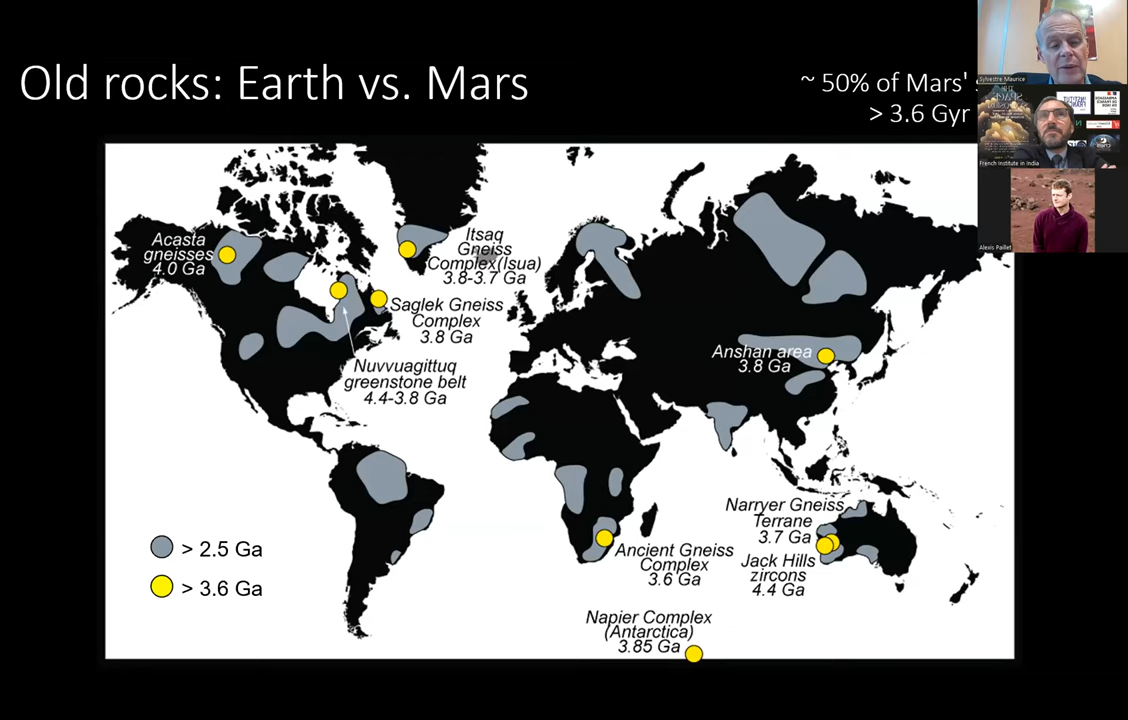 Old rocks: Earth vs. Mars
~ 50% of Mars'
> 3.6 Gyr
Sylvestre Maurice
French Institute in India
Alexis Paillet
Acasta
gneisses
4.0 Ga
Itsaq
Gneiss
Complex(Isua)
3.8-3.7 Ga
Saglek Gneiss
Complex
3.8 Ga
Nuvvuagittuq
greenstone belt
4.4-3.8 Ga
Anshan area
3.8 Ga
Narryer Gneiss
Terrane
3.7 Ga
Jack Hills
zircons
4.4 Ga
Ancient Gneiss
Complex
3.6 Ga
Napier Complex
(Antarctica)
3.85 Ga
> 2.5 Ga
> 3.6 Ga